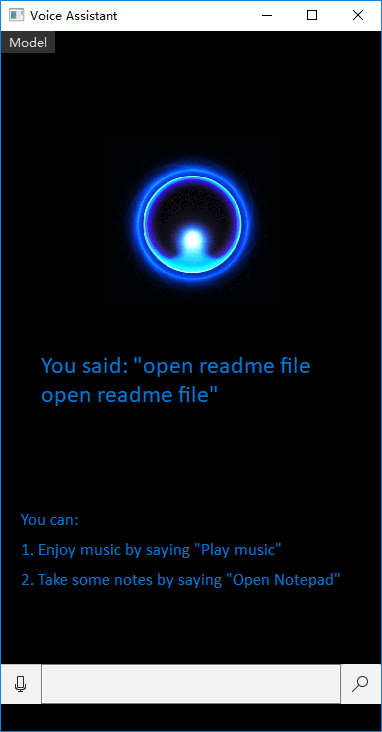 Voice Assistant
Model
You said: "open readme file
open readme file"
You can:
1. Enjoy music by saying "Play music"
2. Take some notes by saying "Open Notepad"